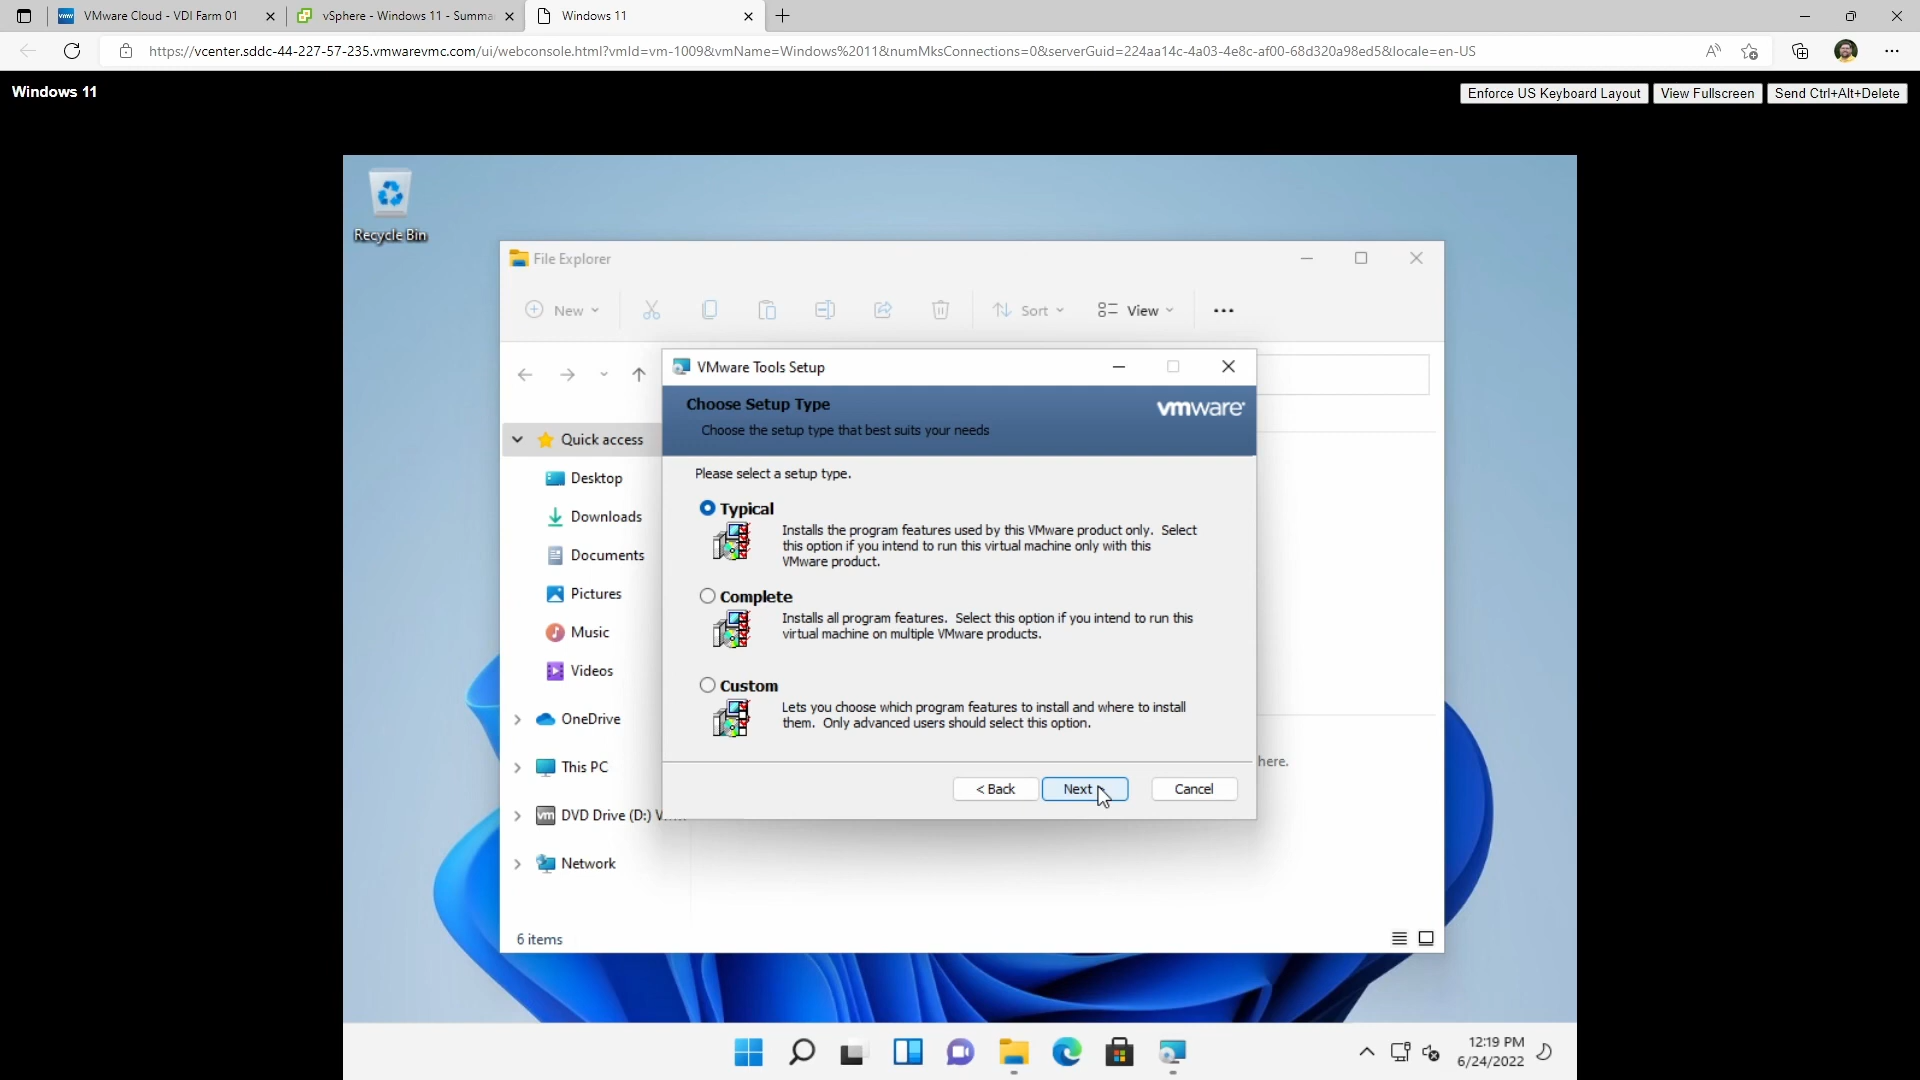 VMware Cloud - VDI Farm 01
vSphere - Windows 11 - Summa
Windows 11
https://vcenter.sddc-44-227-57-235.vmwarevmc.com/ui/webconsole.html?vmId=vm-1009&vmName=Windows%2011&numMksConnections=0&serverGuid=224aa14c-4a03-4e8c-af00-68d320a98ed5&locale=en-US
Windows 11
Enforce US Keyboard Layout
View Fullscreen
Send Ctrl+Alt+Delete
Recycle Bin
File Explorer
New
Sort
View
VMware Tools Setup
Choose Setup Type
vmware
Choose the setup type that best suits your needs
Quick access
Desktop
Downloads
Documents
Pictures
Music
Videos
OneDrive
This PC
DVD Drive (D:)
Network
Please select a setup type.
Typical
Installs the program features used by this VMware product only. Select
this option if you intend to run this virtual machine only with this
VMware product.
Complete
Installs all program features. Select this option if you intend to run this
virtual machine on multiple VMware products.
Custom
Lets you choose which program features to install and where to install
them. Only advanced users should select this option.
here.
< Back
Next
Cancel
6 items
12:19 PM
6/24/2022